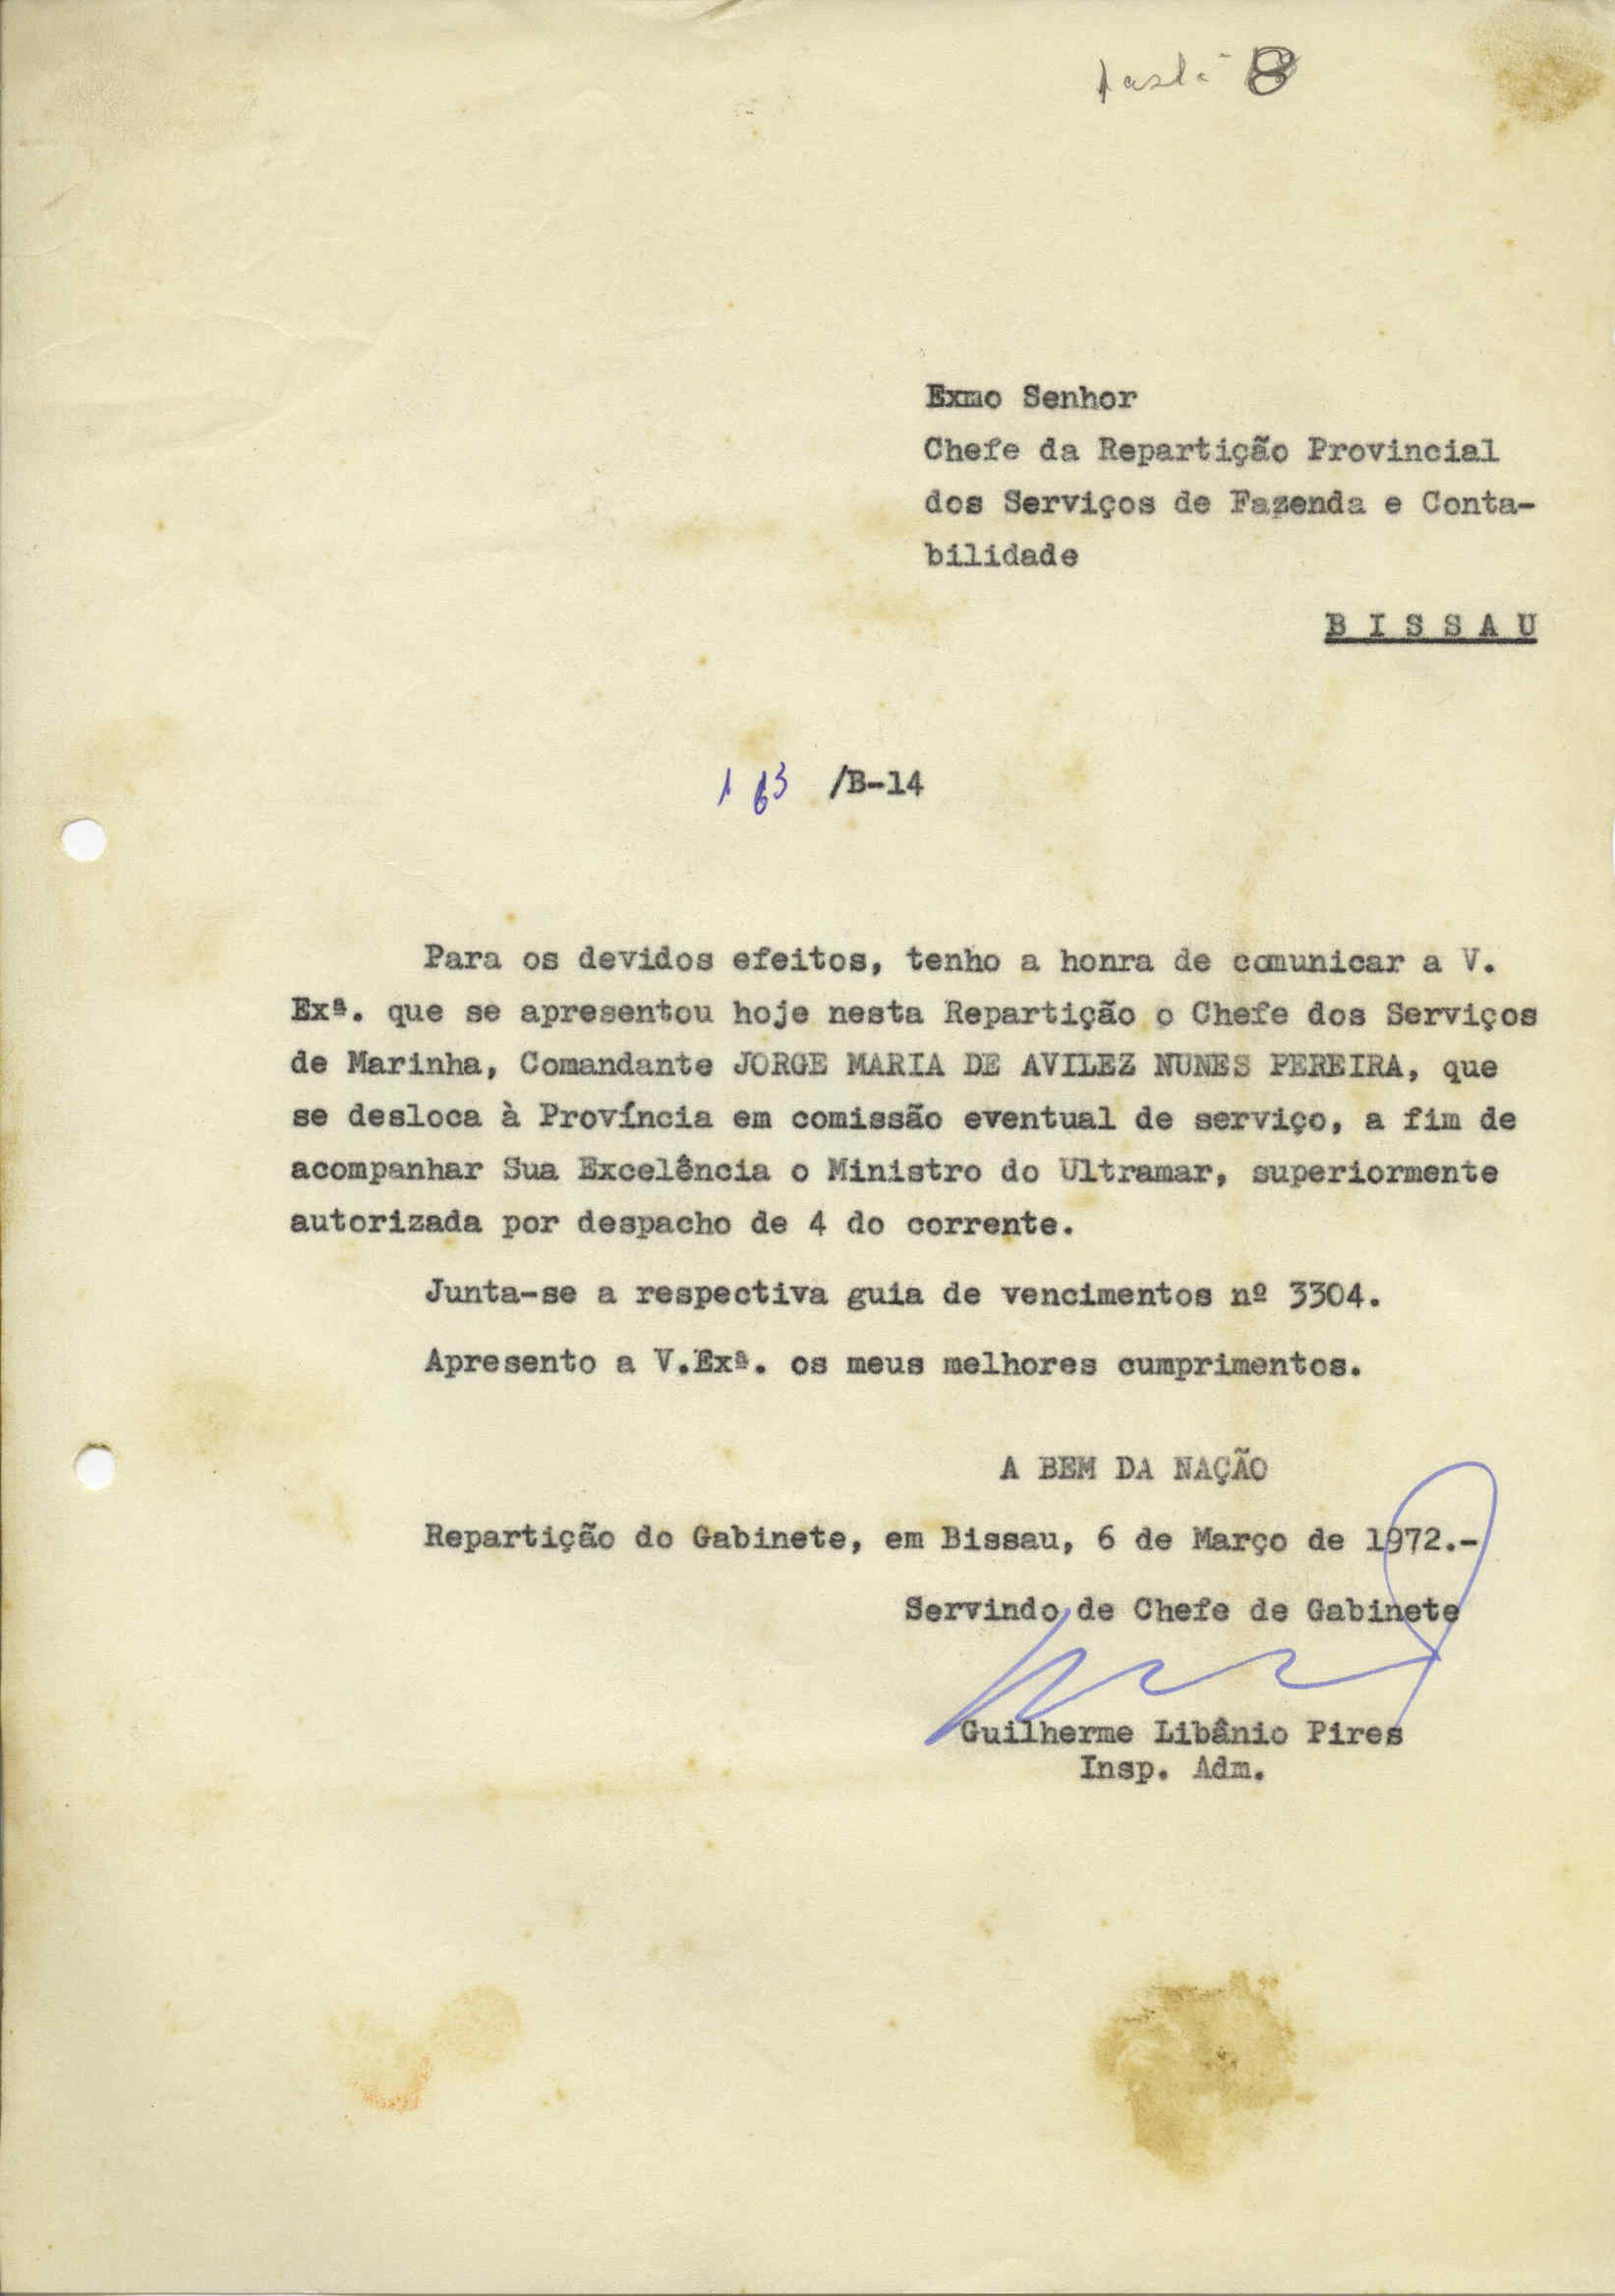 pasta 8
Exmo Senhor
Chefe da Repartição Provincial
dos Serviços de Fazenda e Conta-
bilidade
B I S S A U
163 /B-14
Para os devidos efeitos, tenho a honra de comunicar a V.
Exª. que se apresentou hoje nesta Repartição o Chefe dos Serviços
de Marinha, Comandante JORGE MARIA DE AVILEZ NUNES PEREIRA, que
se desloca à Província em comissão eventual de serviço, a fim de
acompanhar Sua Excelência o Ministro do Ultramar, superiormente
autorizada por despacho de 4 do corrente.
Junta-se a respectiva guia de vencimentos nº 3304.
Apresento a V.Exª. os meus melhores cumprimentos.
A BEM DA NAÇÃO
Repartição do Gabinete, em Bissau, 6 de Março de 1972.-
Servindo de Chefe de Gabinete
Guilherme Libânio Pires
Insp. Adm.